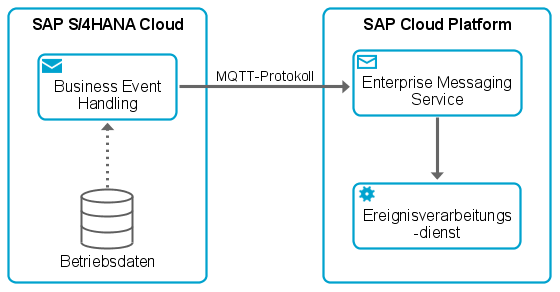 SAP S/4HANA Cloud
Business Event
Handling
Betriebsdaten
MQTT-Protokoll
SAP Cloud Platform
Enterprise Messaging
Service
Ereignisverarbeitungs
-dienst